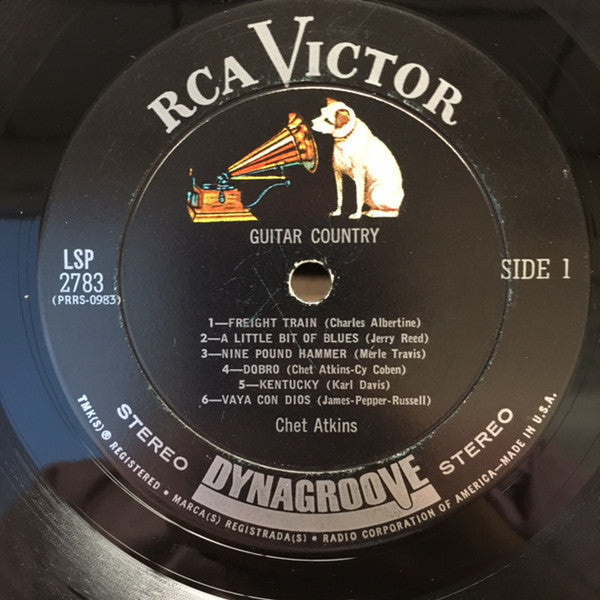 RCA VICTOR
GUITAR COUNTRY
LSP
2783
(PRRS-0983)
SIDE 1
1—FREIGHT TRAIN (Charles Albertine)
2—A LITTLE BIT OF BLUES (Jerry Reed)
3—NINE POUND HAMMER (Merle Travis)
4—DOBRO (Chet Atkins-Cy Coben)
5—KENTUCKY (Karl Davis)
6—VAYA CON DIOS (James-Pepper-Russell)
Chet Atkins
STEREO
DYNAGROOVE
STEREO
TMK(S) ® REGISTERED • MARCA(S) REGISTRADA(S) • RADIO CORPORATION OF AMERICA—MADE IN U.S.A.